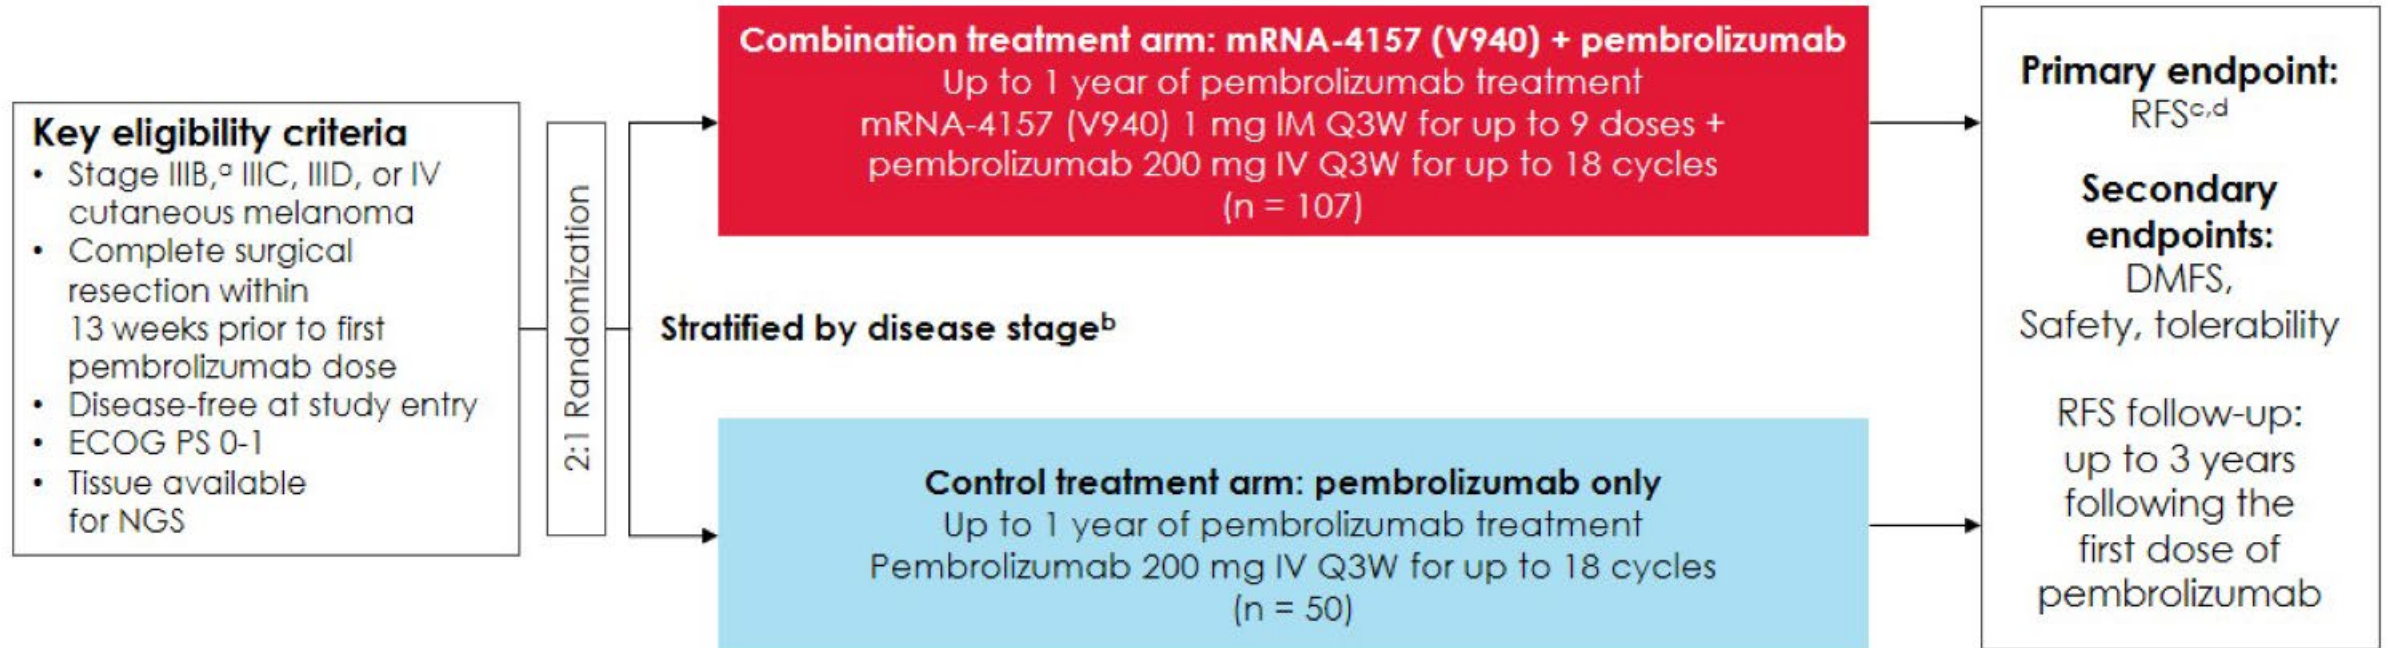 Key eligibility criteria
• Stage IIIB,ᵃ IIIC, IIID, or IV
cutaneous melanoma
• Complete surgical
resection within
13 weeks prior to first
pembrolizumab dose
• Disease-free at study entry
• ECOG PS 0-1
• Tissue available
for NGS
2:1 Randomization
Combination treatment arm: mRNA-4157 (V940) + pembrolizumab
Up to 1 year of pembrolizumab treatment
mRNA-4157 (V940) 1 mg IM Q3W for up to 9 doses +
pembrolizumab 200 mg IV Q3W for up to 18 cycles
(n = 107)
Stratified by disease stageᵇ
Control treatment arm: pembrolizumab only
Up to 1 year of pembrolizumab treatment
Pembrolizumab 200 mg IV Q3W for up to 18 cycles
(n = 50)
Primary endpoint:
RFSᶜ,ᵈ
Secondary
endpoints:
DMFS,
Safety, tolerability
RFS follow-up:
up to 3 years
following the
first dose of
pembrolizumab